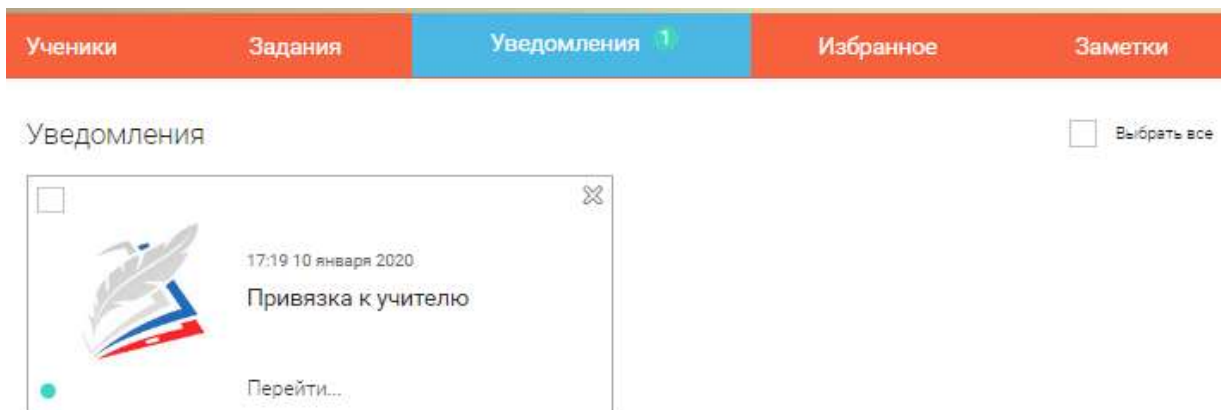 Ученики Задания Уведомления 1 Избранное Заметки
Уведомления Выбрать все
17:19 10 января 2020
Привязка к учителю
Перейти...